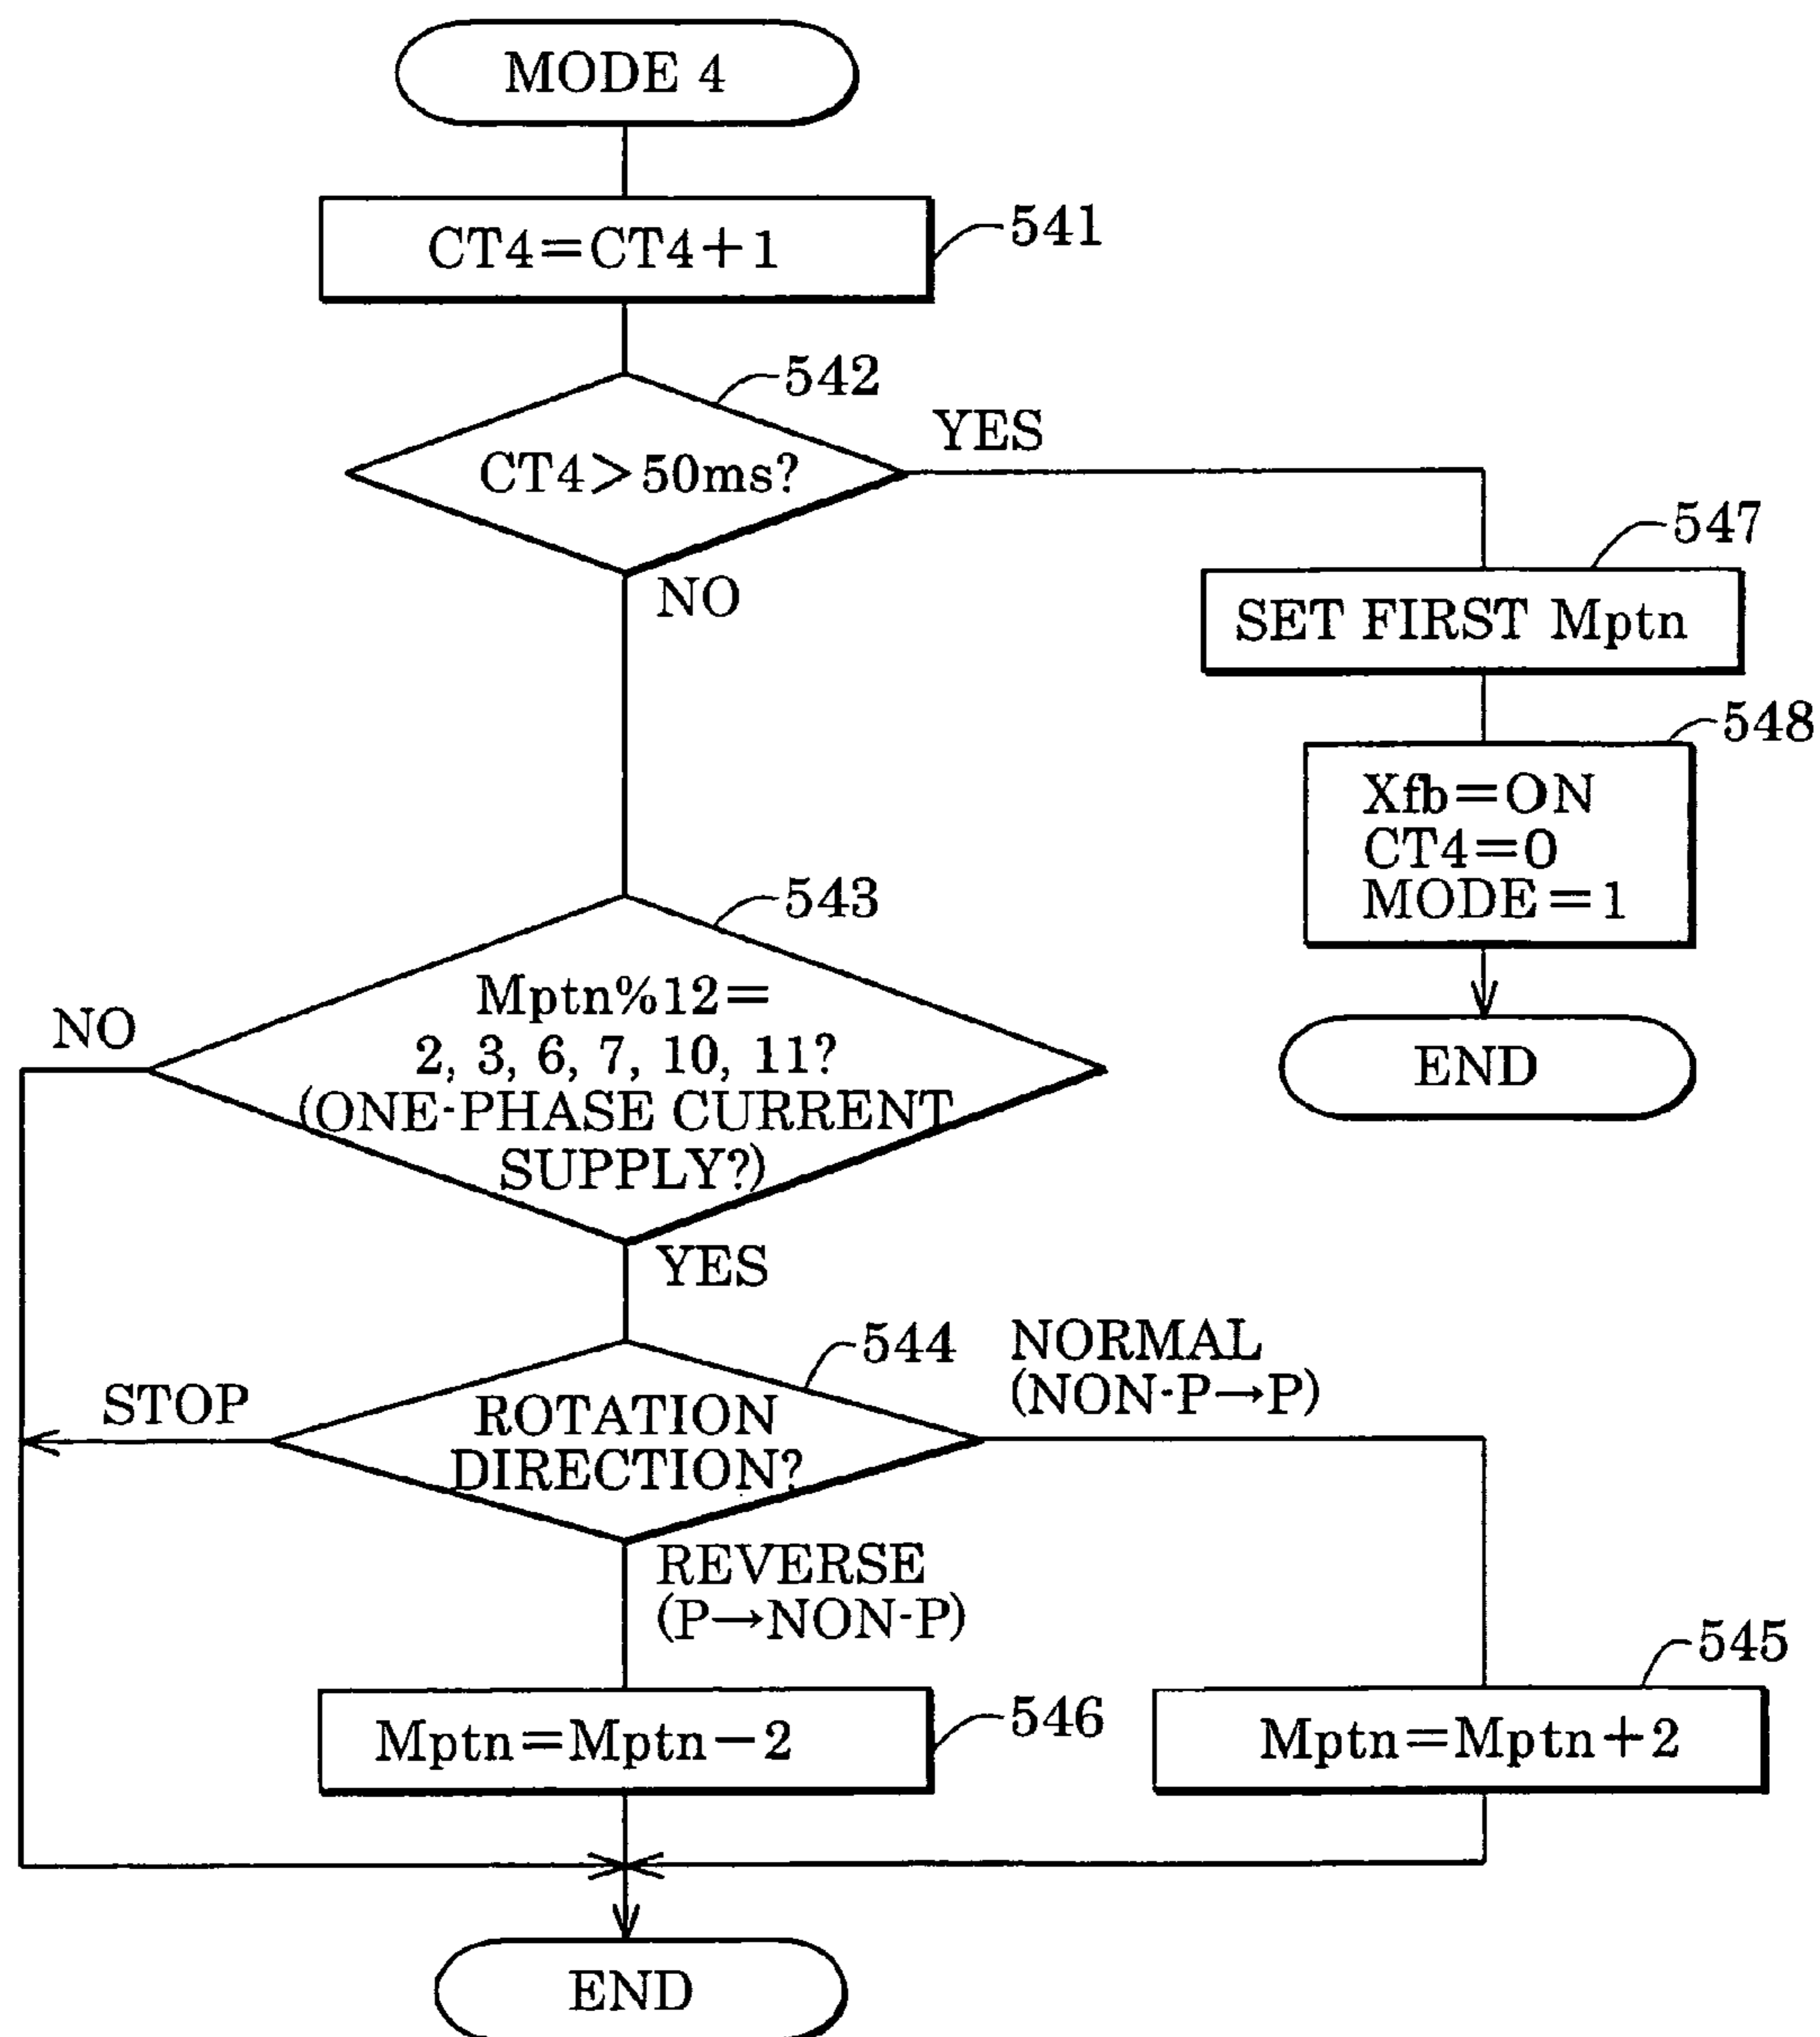 MODE 4
CT4=CT4+1
541
542
CT4>50ms?
YES
NO
547
SET FIRST Mptn
548
Xfb=ON
CT4=0
MODE=1
END
543
Mptn%12=
2, 3, 6, 7, 10, 11?
(ONE-PHASE CURRENT
SUPPLY?)
NO
YES
544
ROTATION
DIRECTION?
STOP
NORMAL
(NON-P→P)
REVERSE
(P→NON-P)
545
Mptn=Mptn+2
546
Mptn=Mptn−2
END